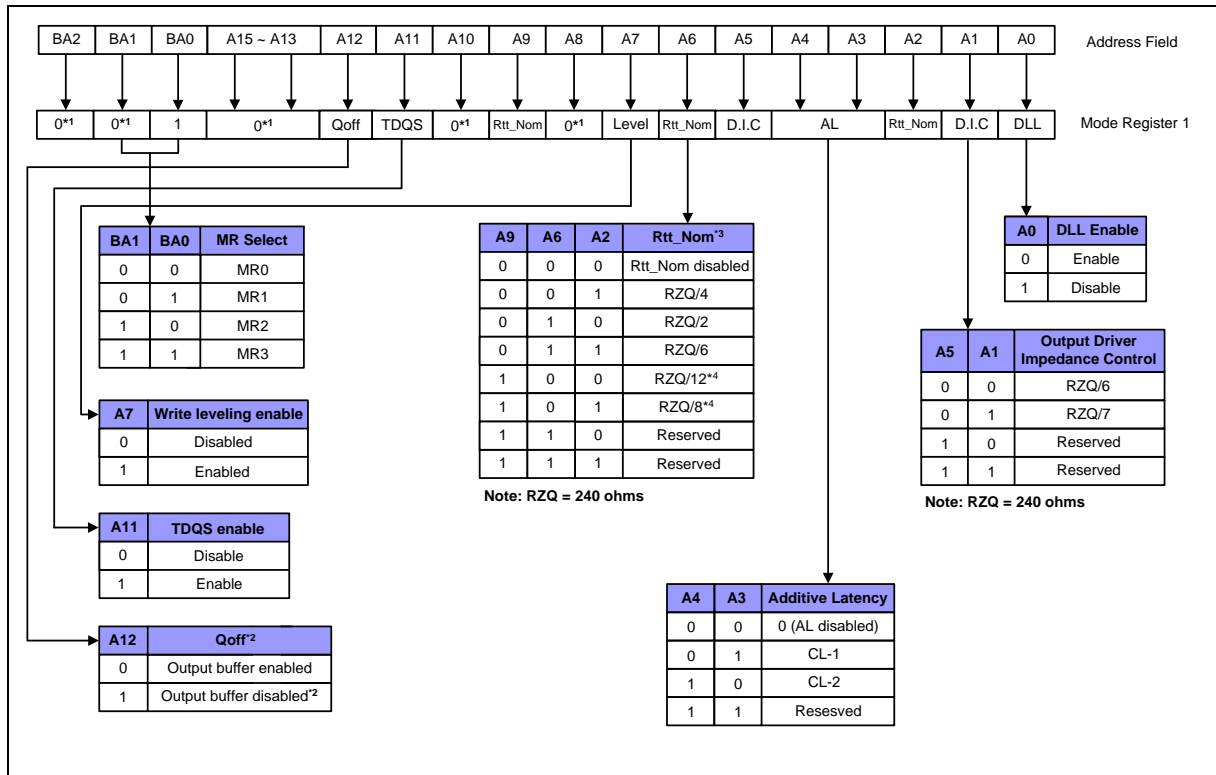 BA2 BA1 BA0 A15 ~ A13 A12 A11 A10 A9 A8 A7 A6 A5 A4 A3 A2 A1 A0 Address Field
0*1 0*1 1 0*1 Qoff TDQS 0*1 Rtt_Nom 0*1 Level Rtt_Nom D.I.C AL Rtt_Nom D.I.C DLL Mode Register 1
BA1 BA0 MR Select
0 0 MR0
0 1 MR1
1 0 MR2
1 1 MR3
A7 Write leveling enable
0 Disabled
1 Enabled
A11 TDQS enable
0 Disable
1 Enable
A12 Qoff*2
0 Output buffer enabled
1 Output buffer disabled*2
A9 A6 A2 Rtt_Nom*3
0 0 0 Rtt_Nom disabled
0 0 1 RZQ/4
0 1 0 RZQ/2
0 1 1 RZQ/6
1 0 0 RZQ/12*4
1 0 1 RZQ/8*4
1 1 0 Reserved
1 1 1 Reserved
Note: RZQ = 240 ohms
A4 A3 Additive Latency
0 0 0 (AL disabled)
0 1 CL-1
1 0 CL-2
1 1 Resesved
A0 DLL Enable
0 Enable
1 Disable
A5 A1 Output Driver
Impedance Control
0 0 RZQ/6
0 1 RZQ/7
1 0 Reserved
1 1 Reserved
Note: RZQ = 240 ohms